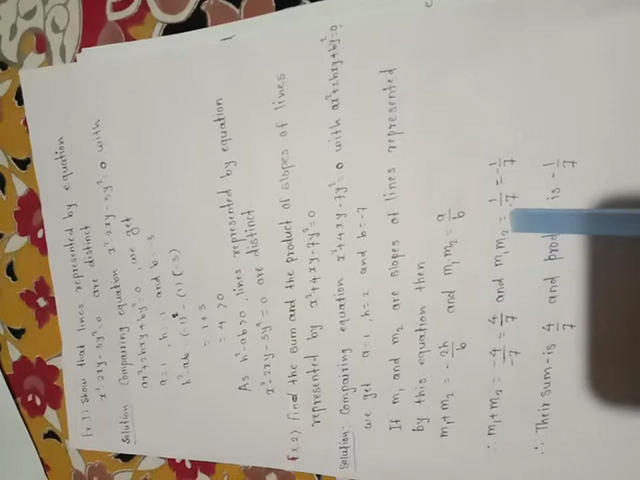 Ex 1) Show that lines represented by equation
x²-2xy-3y²=0 are distinct
Solution Comparing equation x²-2xy-3y²=0 with
ax²+2hxy+by²=0 we get
a=1, h=-1 and b=-3
h²-ab=(-1)²-(1)(-3)
=1+3
=4>0
As h²-ab>0, lines represented by equation
x²-2xy-3y²=0 are distinct
Ex.2) Find the sum and the product of slopes of lines
represented by x²+4xy-7y²=0
Solution: Comparing equation x²+4xy-7y²=0 with ax²+2hxy+by²=0
we get a=1, h=2 and b=-7
If m₁ and m₂ are slopes of lines represented
by this equation then
m₁+m₂ = -2h/b and m₁.m₂ = a/b
∴ m₁+m₂ = -4/-7 = 4/7 and m₁m₂ = 1/-7 = -1/7
∴ Their sum is 4/7 and prod is -1/7